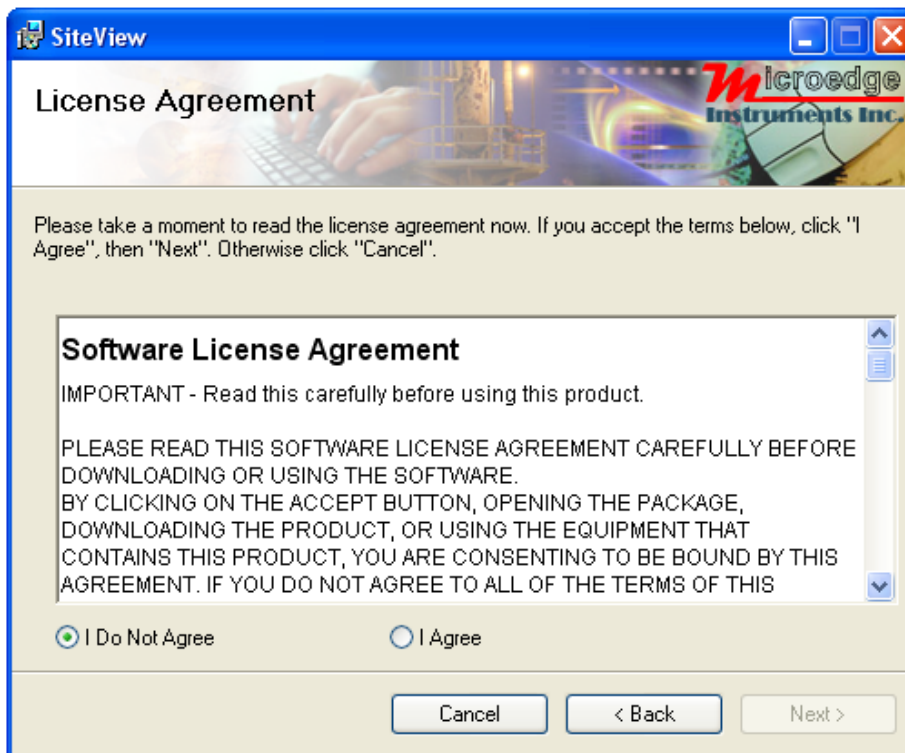 SiteView
License Agreement
Microedge
Instruments Inc.
Please take a moment to read the license agreement now. If you accept the terms below, click "I
Agree", then "Next". Otherwise click "Cancel".
Software License Agreement
IMPORTANT - Read this carefully before using this product.
PLEASE READ THIS SOFTWARE LICENSE AGREEMENT CAREFULLY BEFORE
DOWNLOADING OR USING THE SOFTWARE.
BY CLICKING ON THE ACCEPT BUTTON, OPENING THE PACKAGE,
DOWNLOADING THE PRODUCT, OR USING THE EQUIPMENT THAT
CONTAINS THIS PRODUCT, YOU ARE CONSENTING TO BE BOUND BY THIS
AGREEMENT. IF YOU DO NOT AGREE TO ALL OF THE TERMS OF THIS
I Do Not Agree I Agree
Cancel < Back Next >